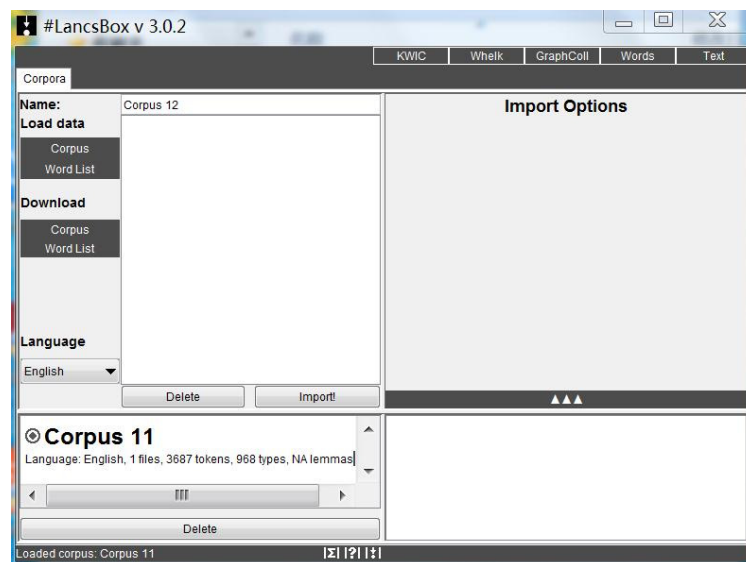 #LancsBox v 3.0.2
KWIC Whelk GraphColl Words Text
Corpora
Name: Corpus 12
Import Options
Load data
Corpus
Word List
Download
Corpus
Word List
Language
English
Delete Import!
Corpus 11
Language: English, 1 files, 3687 tokens, 968 types, NA lemmas
Delete
Loaded corpus: Corpus 11 |Σ| |?| |‡|